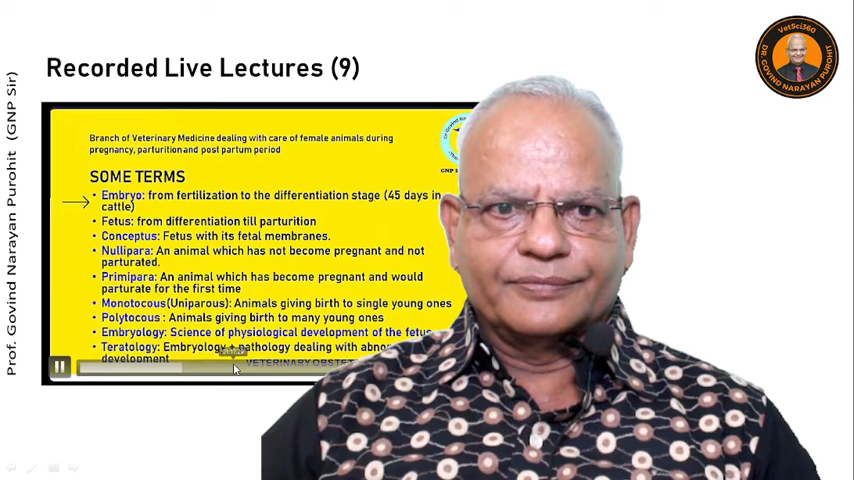 VetSci360
DR. GOVIND NARAYAN PUROHIT
Recorded Live Lectures (9)
Prof. Govind Narayan Purohit  (GNP Sir)
Branch of Veterinary Medicine dealing with care of female animals during
pregnancy, parturition and post partum period
SOME TERMS
• Embryo: from fertilization to the differentiation stage (45 days in
cattle)
• Fetus: from differentiation till parturition
• Conceptus: Fetus with its fetal membranes.
• Nullipara: An animal which has not become pregnant and not
parturated.
• Primipara: An animal which has become pregnant and would
parturate for the first time
• Monotocous(Uniparous): Animals giving birth to single young ones
• Polytocous : Animals giving birth to many young ones
• Embryology: Science of physiological development of the fetus
• Teratology: Embryology + pathology dealing with
development
VETERINARY